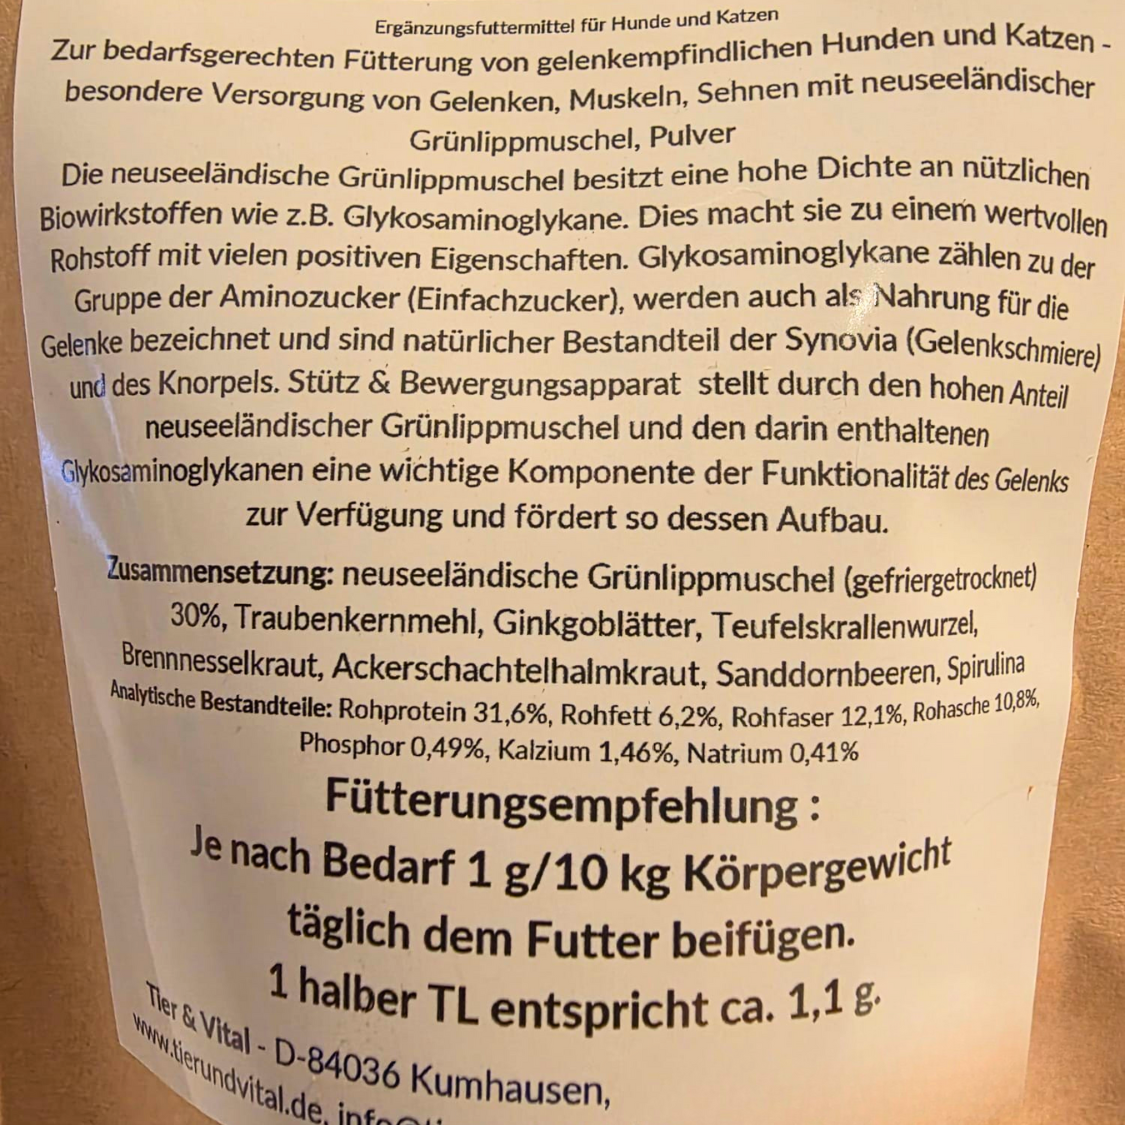 Ergänzungsfuttermittel für Hunde und Katzen
Zur bedarfsgerechten Fütterung von gelenkempfindlichen Hunden und Katzen -
besondere Versorgung von Gelenken, Muskeln, Sehnen mit neuseeländischer
Grünlippmuschel, Pulver
Die neuseeländische Grünlippmuschel besitzt eine hohe Dichte an nützlichen
Biowirkstoffen wie z.B. Glykosaminoglykane. Dies macht sie zu einem wertvollen
Rohstoff mit vielen positiven Eigenschaften. Glykosaminoglykane zählen zu der
Gruppe der Aminozucker (Einfachzucker), werden auch als Nahrung für die
Gelenke bezeichnet und sind natürlicher Bestandteil der Synovia (Gelenkschmiere)
und des Knorpels. Stütz & Bewergungsapparat stellt durch den hohen Anteil
neuseeländischer Grünlippmuschel und den darin enthaltenen
Glykosaminoglykanen eine wichtige Komponente der Funktionalität des Gelenks
zur Verfügung und fördert so dessen Aufbau.
Zusammensetzung: neuseeländische Grünlippmuschel (gefriergetrocknet)
30%, Traubenkernmehl, Ginkgoblätter, Teufelskrallenwurzel,
Brennnesselkraut, Ackerschachtelhalmkraut, Sanddornbeeren, Spirulina
Analytische Bestandteile: Rohprotein 31,6%, Rohfett 6,2%, Rohfaser 12,1%, Rohasche 10,8%,
Phosphor 0,49%, Kalzium 1,46%, Natrium 0,41%
Fütterungsempfehlung :
Je nach Bedarf 1 g/10 kg Körpergewicht
täglich dem Futter beifügen.
1 halber TL entspricht ca. 1,1 g.
Tier & Vital - D-84036 Kumhausen,
www.tierundvital.de,